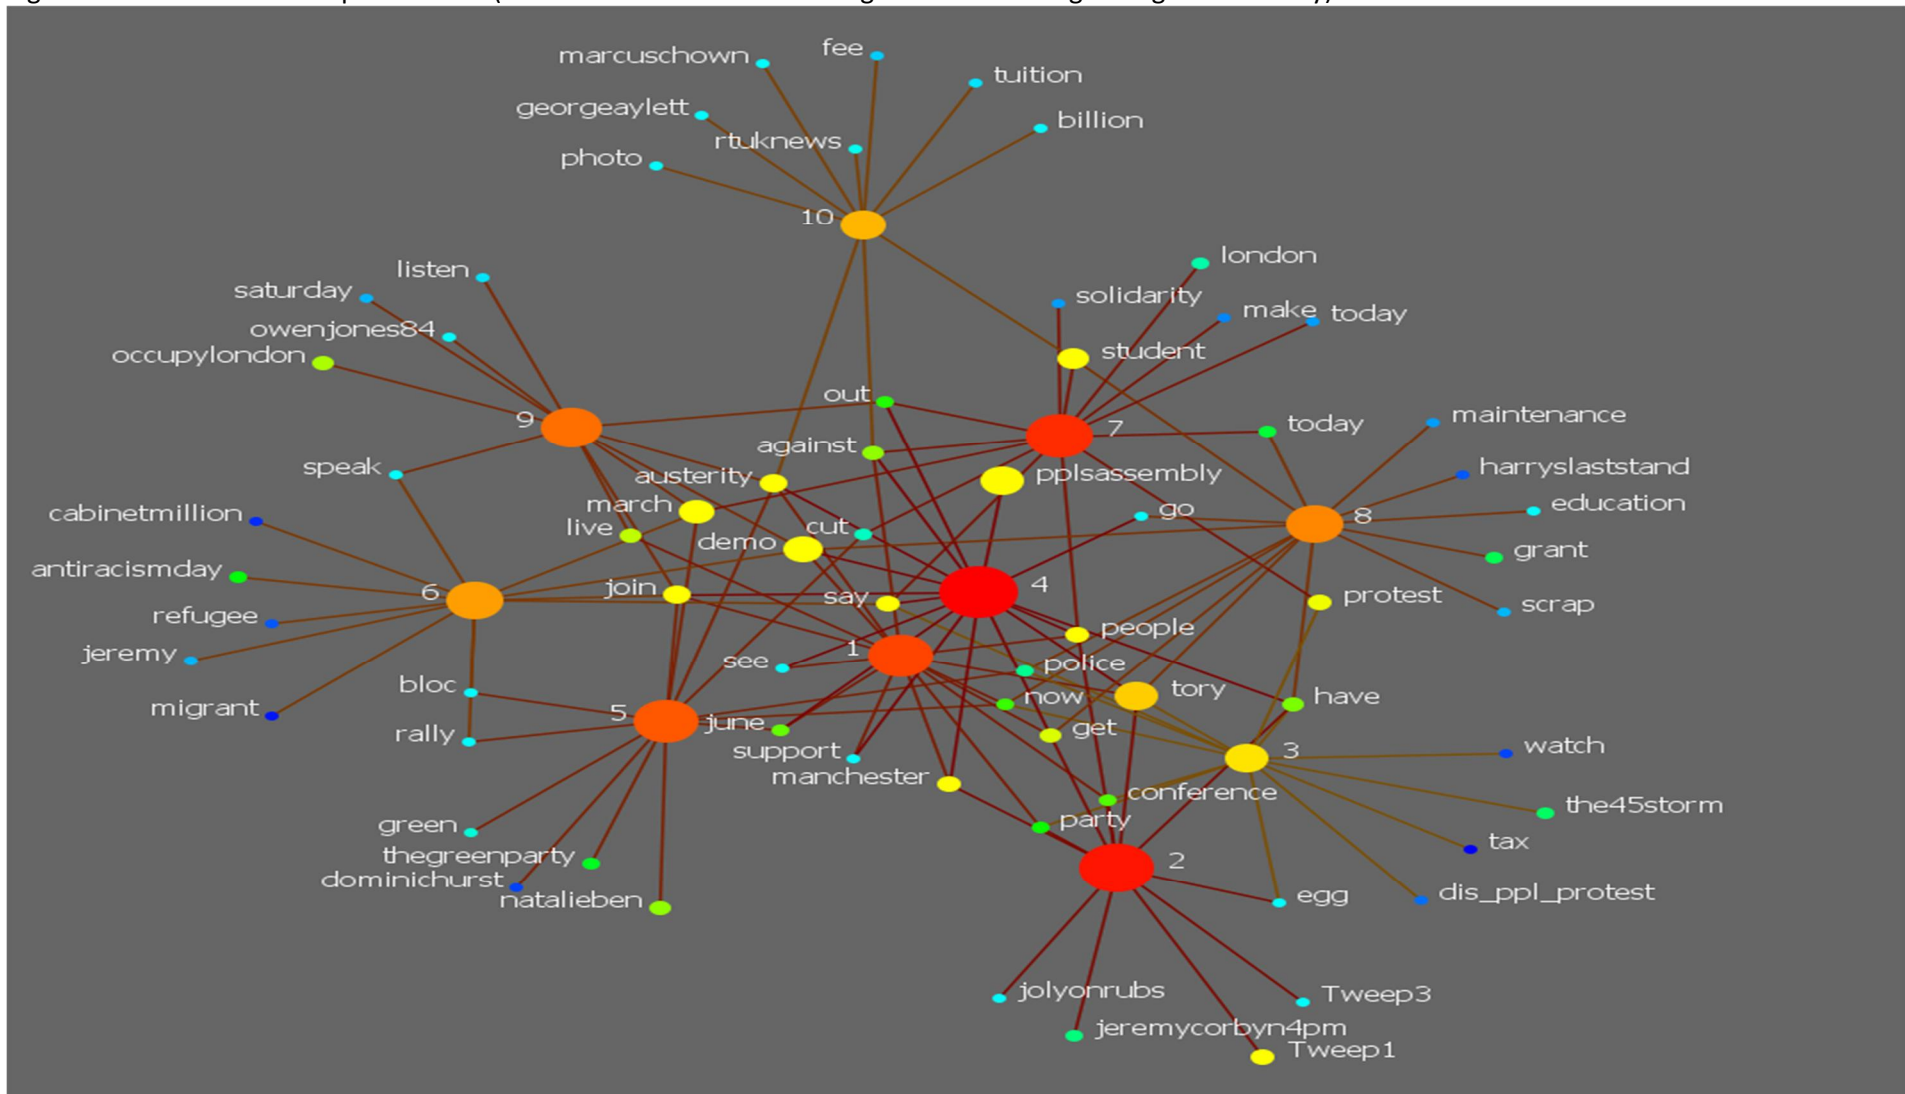 marcuschown
fee
tuition
georgeaylett
billion
rtuknews
photo
10
london
listen
saturday
solidarity
make
today
owenjones84
occupylondon
student
out
9
7
maintenance
today
against
speak
austerity
pplsassembly
harryslaststand
march
cabinetmillion
go
8
education
live
cut
demo
grant
antiracismday
6
join
say
4
protest
scrap
refugee
people
jeremy
see
1
police
bloc
now
tory
have
migrant
5
june
get
rally
support
3
watch
manchester
conference
the45storm
green
party
tax
thegreenparty
2
dominichurst
dis_ppl_protest
natalieben
egg
jolyonrubs
Tweep3
jeremycorbyn4pm
Tweep1